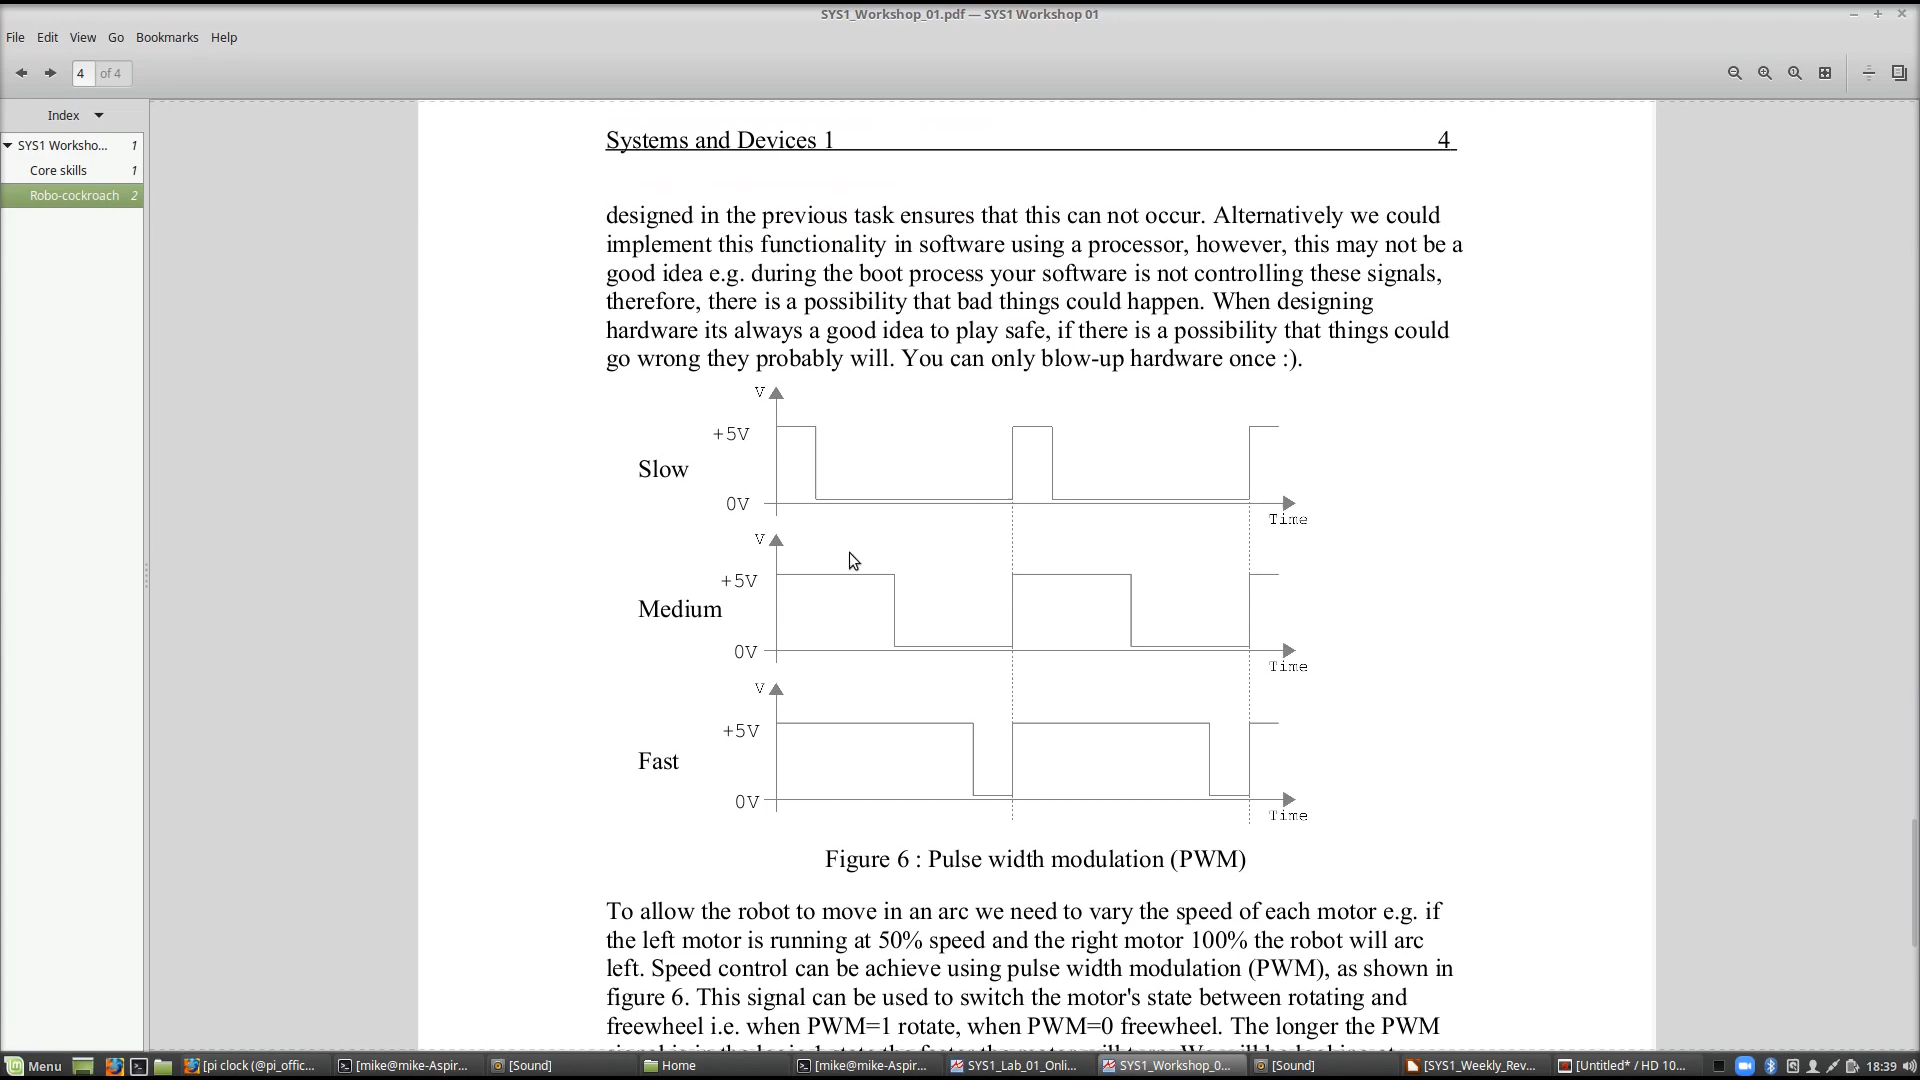 SYS1_Workshop_01.pdf — SYS1 Workshop 01
File Edit View Go Bookmarks Help
4 of 4
Index
SYS1 Worksho... 1
Core skills 1
Robo-cockroach 2
Systems and Devices 1 4
designed in the previous task ensures that this can not occur. Alternatively we could
implement this functionality in software using a processor, however, this may not be a
good idea e.g. during the boot process your software is not controlling these signals,
therefore, there is a possibility that bad things could happen. When designing
hardware its always a good idea to play safe, if there is a possibility that things could
go wrong they probably will. You can only blow-up hardware once :).
V
+5V
Slow
0V
Time
V
+5V
Medium
0V
Time
V
+5V
Fast
0V
Time
Figure 6 : Pulse width modulation (PWM)
To allow the robot to move in an arc we need to vary the speed of each motor e.g. if
the left motor is running at 50% speed and the right motor 100% the robot will arc
left. Speed control can be achieve using pulse width modulation (PWM), as shown in
figure 6. This signal can be used to switch the motor's state between rotating and
freewheel i.e. when PWM=1 rotate, when PWM=0 freewheel. The longer the PWM
Menu [pi clock (@pi_offic... [mike@mike-Aspir... [Sound] Home [mike@mike-Aspir... SYS1_Lab_01_Onli... SYS1_Workshop_0... [Sound] [SYS1_Weekly_Rev... [Untitled* / HD 10... 18:39